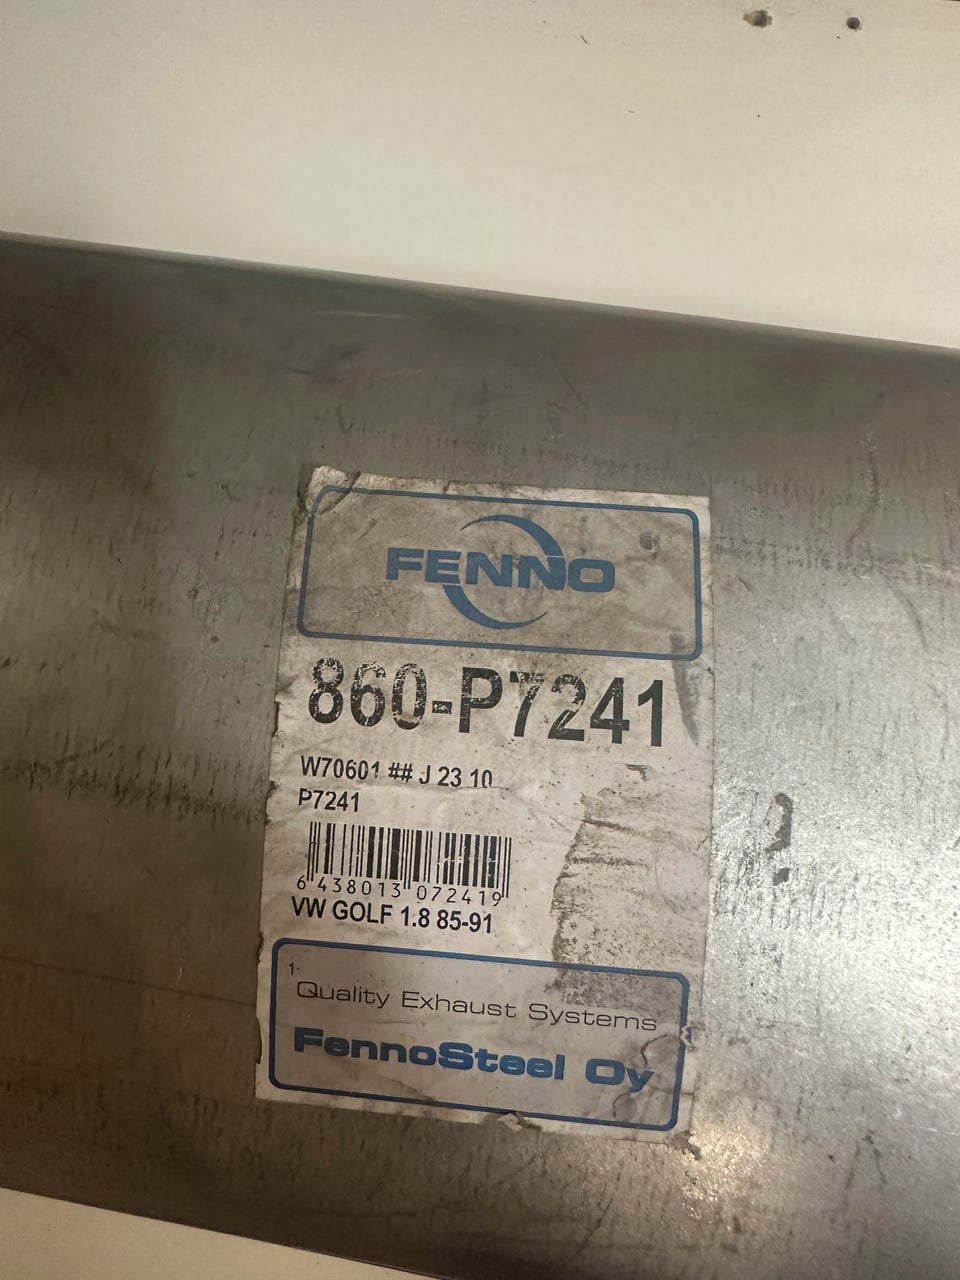 FENNO
860-P7241
W70601 ## J 23 10
P7241
6 438013 072419
VW GOLF 1.8 85-91
1.
Quality Exhaust Systems
FennoSteel Oy